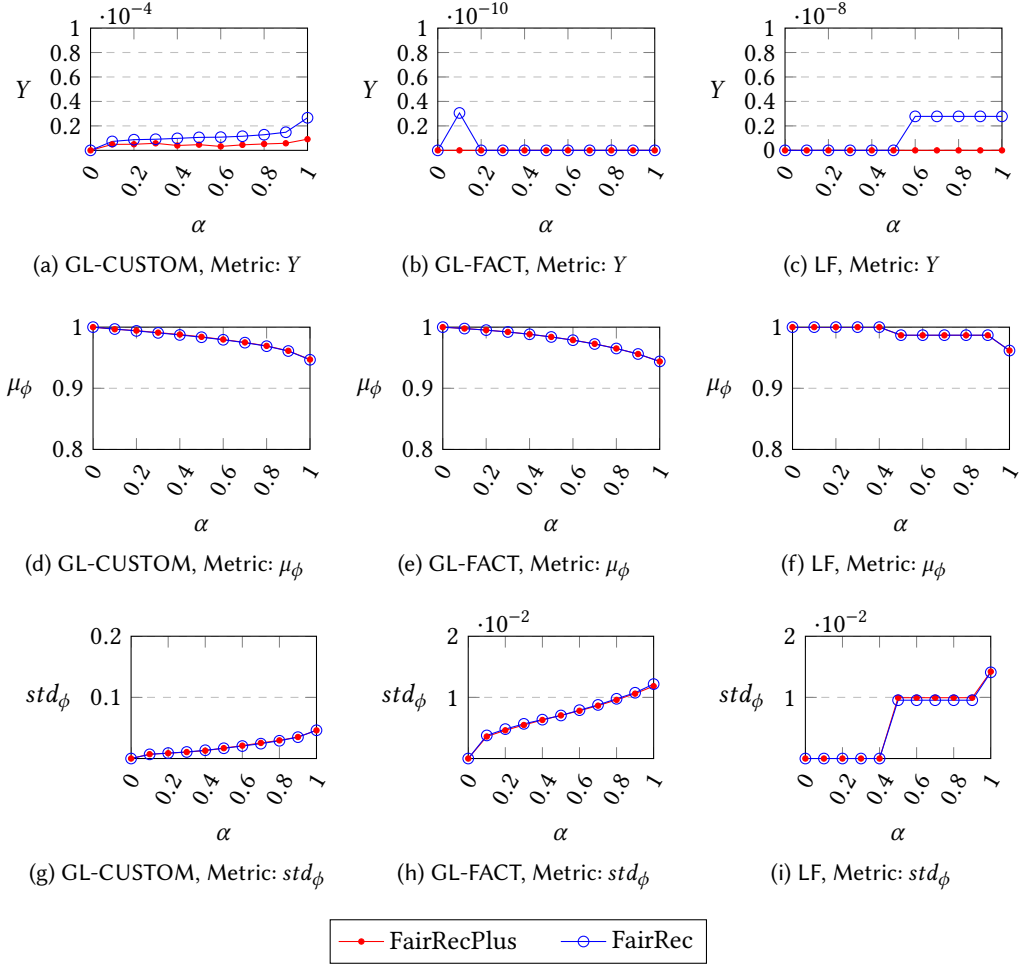 ·10⁻⁴ ·10⁻¹⁰ ·10⁻⁸
1 1 1
0.8 0.8 0.8
Y 0.6 Y 0.6 Y 0.6
0.4 0.4 0.4
0.2 0.2 0.2
0
0 0.2 0.4 0.6 0.8 1 0 0.2 0.4 0.6 0.8 1 0 0.2 0.4 0.6 0.8 1
α α α
(a) GL-CUSTOM, Metric: Y (b) GL-FACT, Metric: Y (c) LF, Metric: Y
1 1 1
μϕ 0.9 μϕ 0.9 μϕ 0.9
0.8 0.8 0.8
0 0.2 0.4 0.6 0.8 1 0 0.2 0.4 0.6 0.8 1 0 0.2 0.4 0.6 0.8 1
α α α
(d) GL-CUSTOM, Metric: μϕ (e) GL-FACT, Metric: μϕ (f) LF, Metric: μϕ
·10⁻² ·10⁻²
0.2 2 2
stdϕ 0.1 stdϕ 1 stdϕ 1
0 0.2 0.4 0.6 0.8 1 0 0.2 0.4 0.6 0.8 1 0 0.2 0.4 0.6 0.8 1
α α α
(g) GL-CUSTOM, Metric: stdϕ (h) GL-FACT, Metric: stdϕ (i) LF, Metric: stdϕ
FairRecPlus FairRec